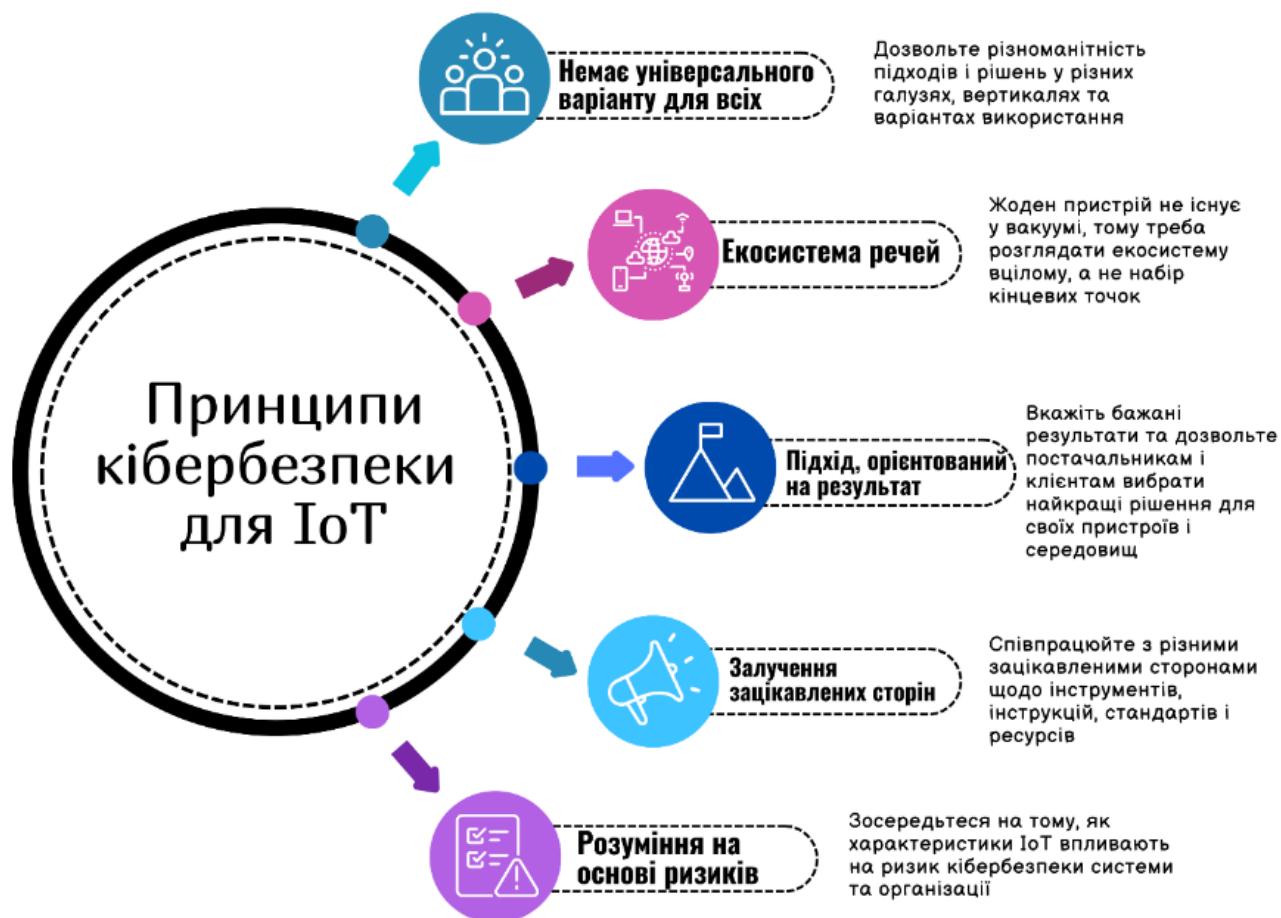 Принципи
кібербезпеки
для IoT
Немає універсального
варіанту для всіх
Дозвольте різноманітність
підходів і рішень у різних
галузях, вертикалях та
варіантах використання
Екосистема речей
Жоден пристрій не існує
у вакуумі, тому треба
розглядати екосистему
вцілому, а не набір
кінцевих точок
Підхід, орієнтований
на результат
Вкажіть бажані
результати та дозвольте
постачальникам і
клієнтам вибрати
найкращі рішення для
своїх пристроїв і
середовищ
Залучення
зацікавлених сторін
Співпрацюйте з різними
зацікавленими сторонами
щодо інструментів,
інструкцій, стандартів і
ресурсів
Розуміння на
основі ризиків
Зосередьтеся на тому, як
характеристики IoT впливають
на ризик кібербезпеки системи
та організації